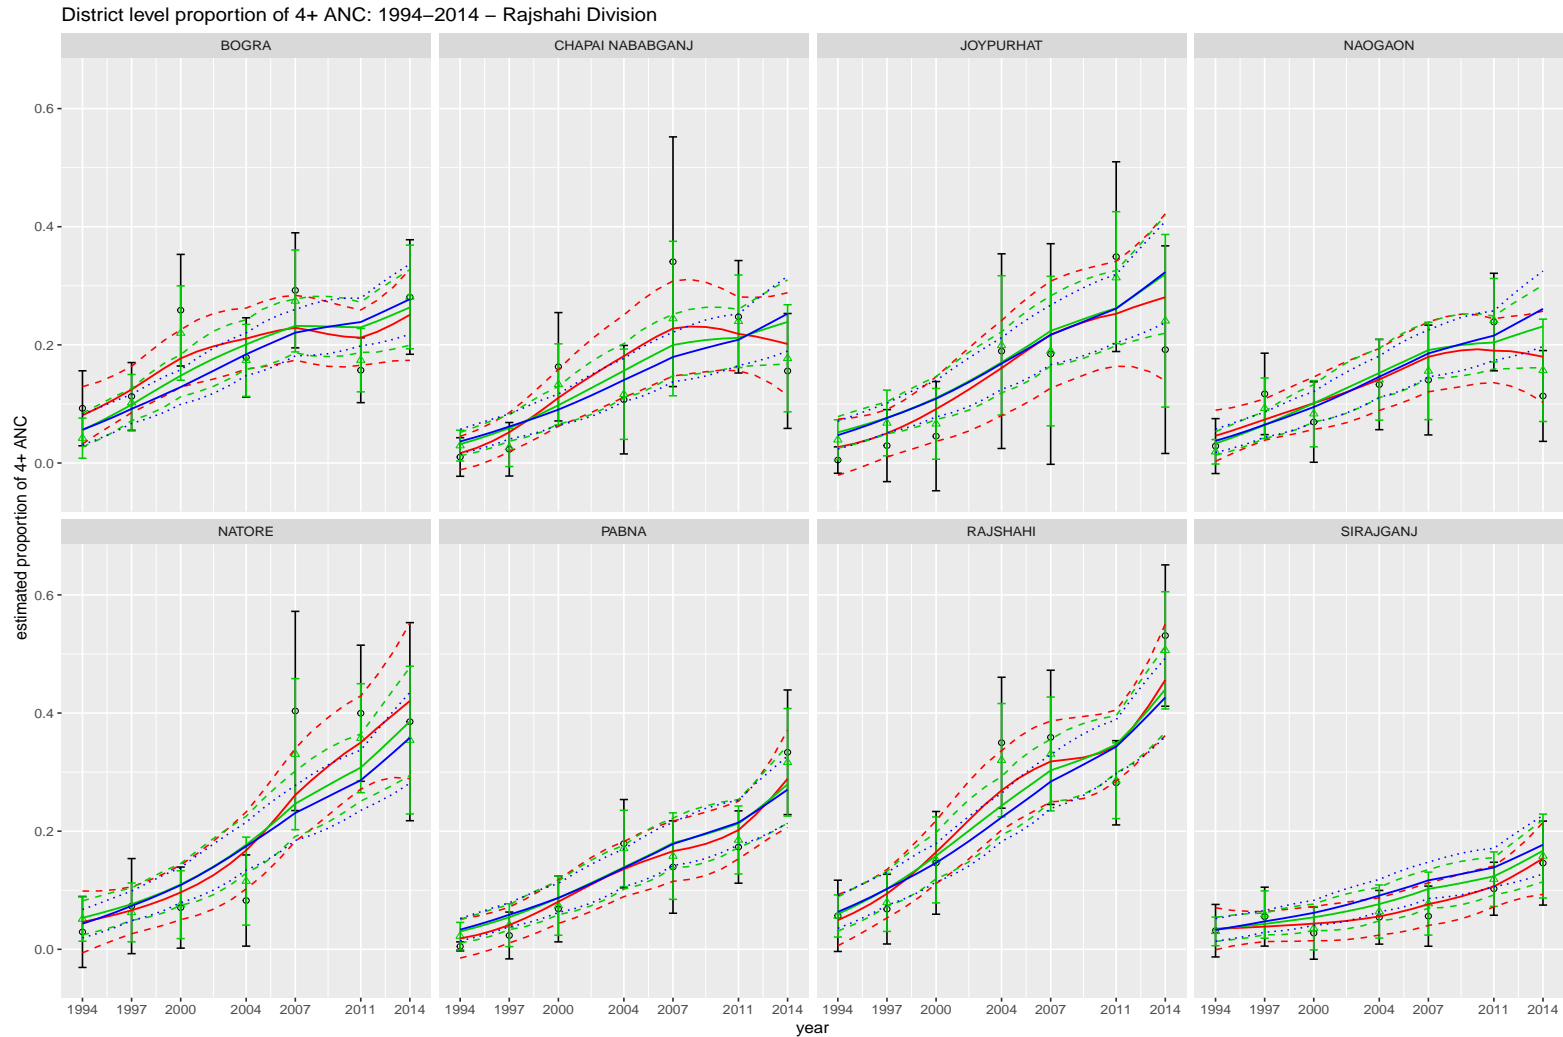 District level proportion of 4+ ANC: 1994–2014 – Rajshahi Division
BOGRA
CHAPAI NABABGANJ
JOYPURHAT
NAOGAON
0.6
0.4
0.2
0.0
NATORE
PABNA
RAJSHAHI
SIRAJGANJ
0.6
0.4
0.2
0.0
estimated proportion of 4+ ANC
1994 1997 2000 2004 2007 2011 2014
1994 1997 2000 2004 2007 2011 2014
1994 1997 2000 2004 2007 2011 2014
1994 1997 2000 2004 2007 2011 2014
year